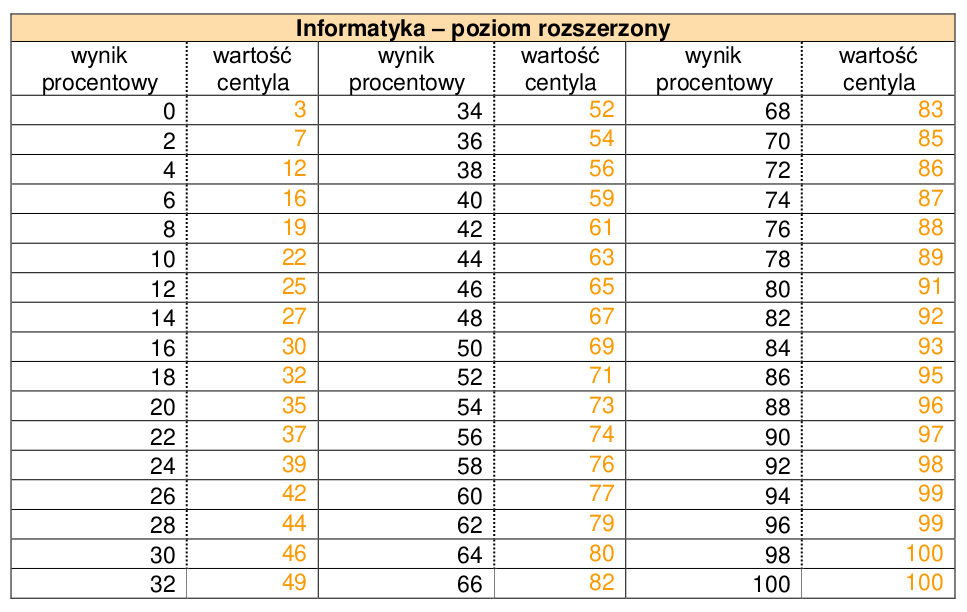 Informatyka – poziom rozszerzony
wynik procentowy wartość centyla wynik procentowy wartość centyla wynik procentowy wartość centyla
0 3 34 52 68 83
2 7 36 54 70 85
4 12 38 56 72 86
6 16 40 59 74 87
8 19 42 61 76 88
10 22 44 63 78 89
12 25 46 65 80 91
14 27 48 67 82 92
16 30 50 69 84 93
18 32 52 71 86 95
20 35 54 73 88 96
22 37 56 74 90 97
24 39 58 76 92 98
26 42 60 77 94 99
28 44 62 79 96 99
30 46 64 80 98 100
32 49 66 82 100 100